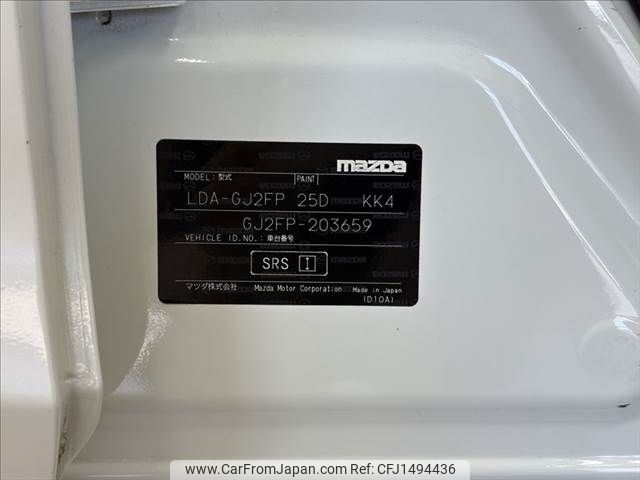 mazda
MODEL: 型式 PAINT
LDA-GJ2FP 25D KK4
GJ2FP-203659
VEHICLE ID.NO.: 車台番号
SRS !
マツダ株式会社 Mazda Motor Corporation Made in Japan
(D10A)
www.CarFromJapan.com Ref No: CFJ1494436